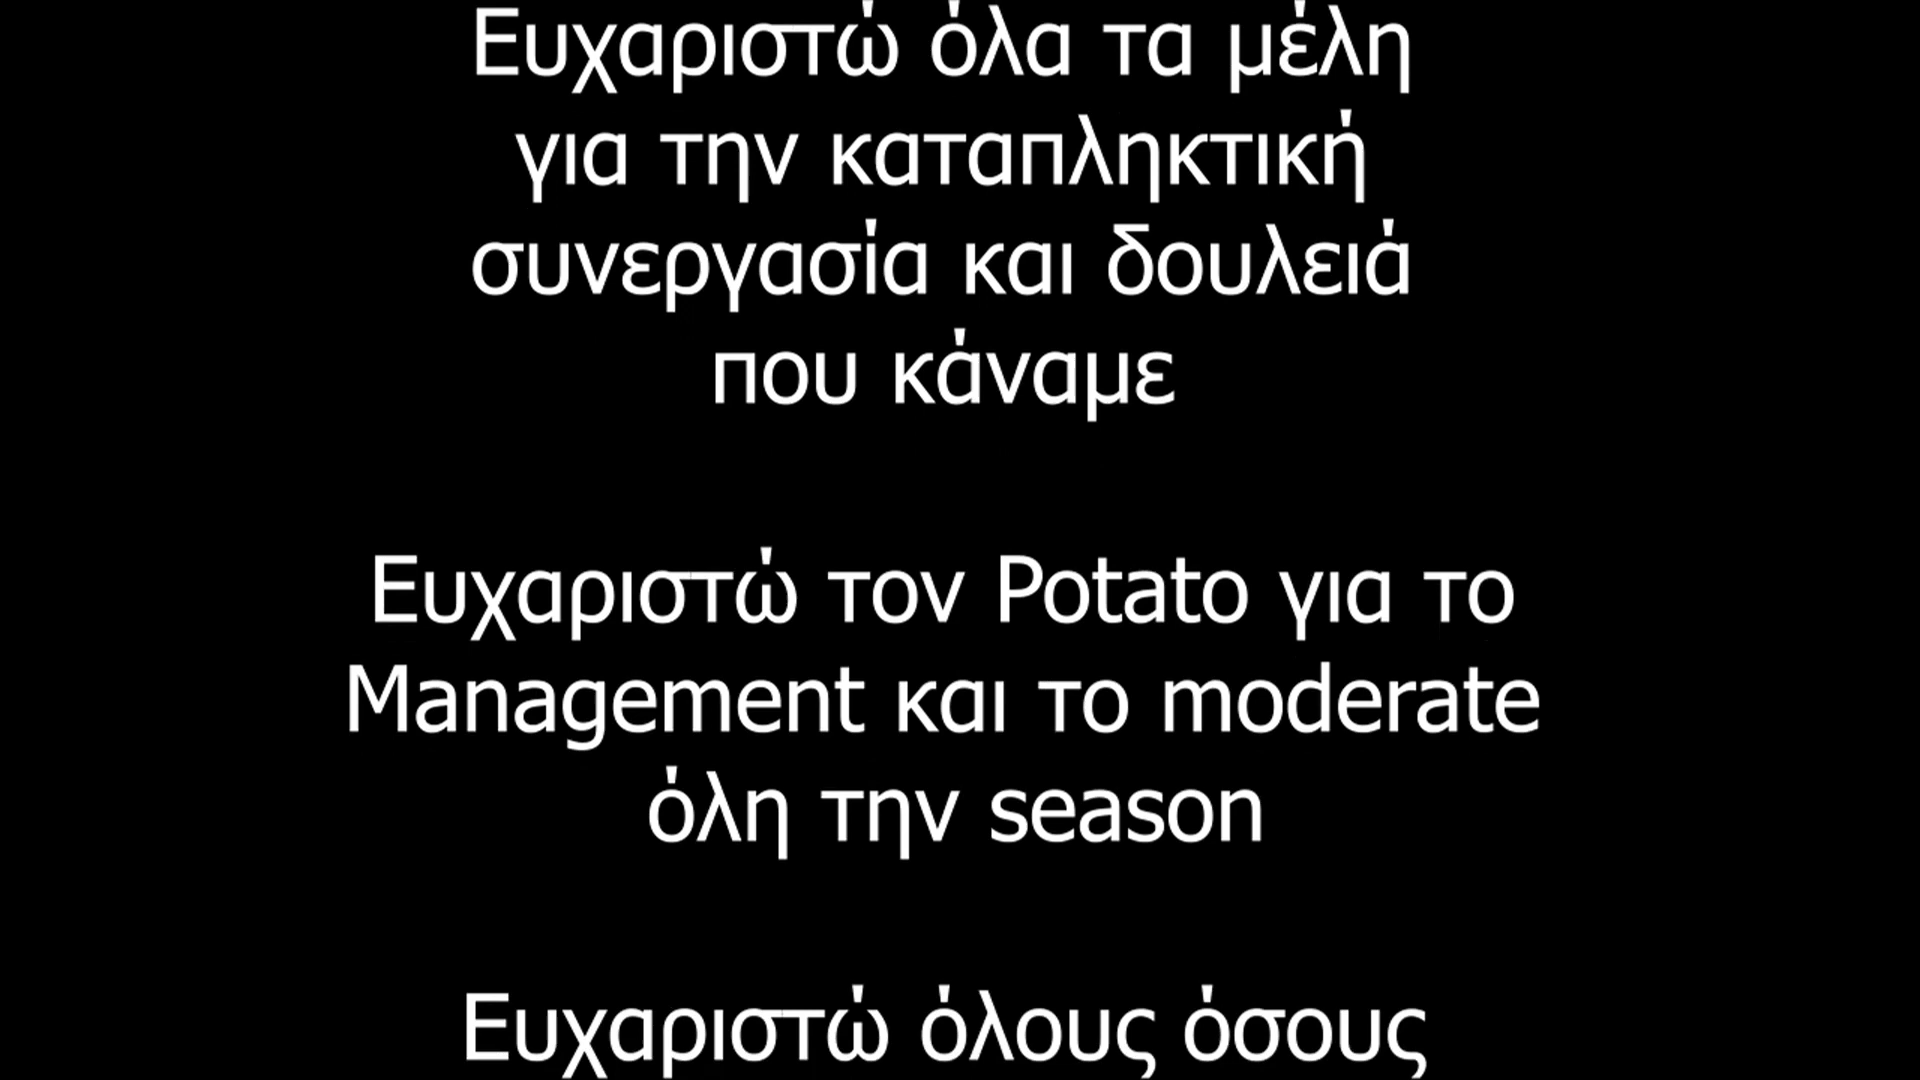 Ευχαριστώ όλα τα μέλη
για την καταπληκτική
συνεργασία και δουλειά
που κάναμε
Ευχαριστώ τον Potato για το
Management και το moderate
όλη την season
Ευχαριστώ όλους όσους